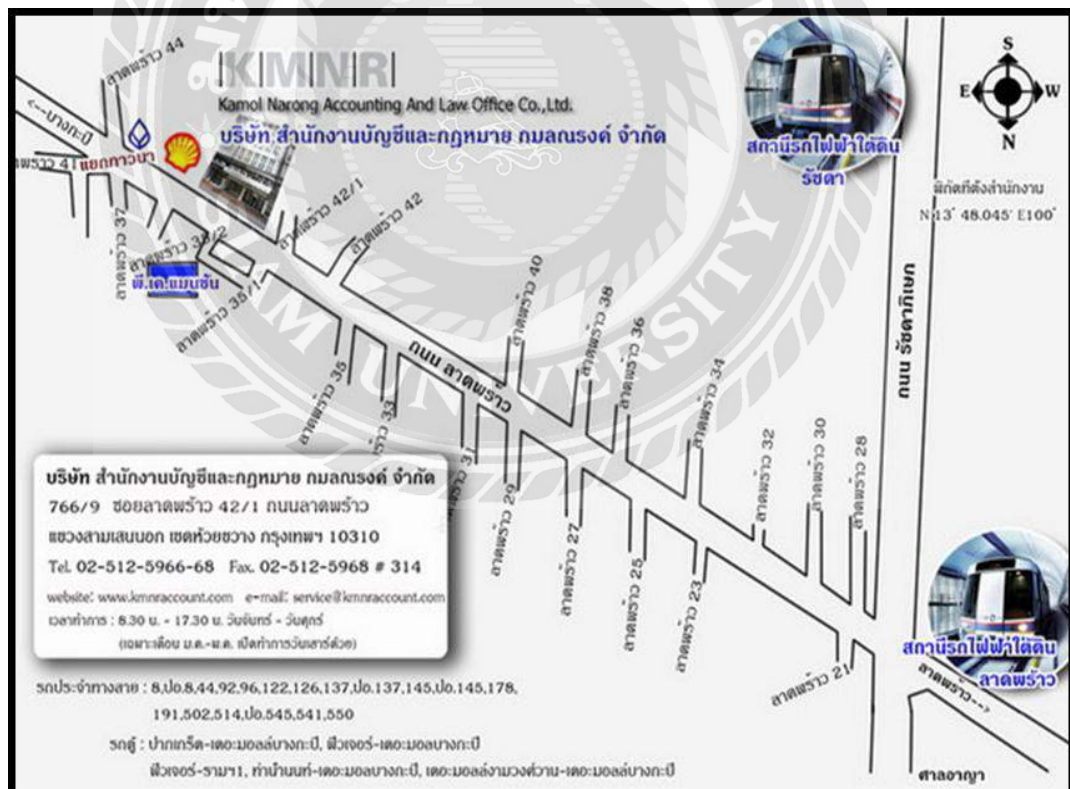 KMNR
Kamol Narong Accounting And Law Office Co.,Ltd.
บริษัท สำนักงานบัญชีและกฎหมาย กมลณรงค์ จำกัด
สถานีรถไฟฟ้าใต้ดิน
รัชดา
S
E W
N
พิกัดที่ตั้งสำนักงาน
N 13° 48.045' E100°
ลาดพร้าว 44
<---บางกะปิ
ลาดพร้าว 41
แยกภาวนา
ลาดพร้าว 37
พี.เค.แมนชั่น
ลาดพร้าว 35/1
ลาดพร้าว 42/1
ลาดพร้าว 42
ลาดพร้าว 40
ลาดพร้าว 38
ลาดพร้าว 36
ลาดพร้าว 34
ลาดพร้าว 32
ลาดพร้าว 30
ลาดพร้าว 28
ถนน ลาดพร้าว
ถนน รัชดาภิเษก
ลาดพร้าว 35
ลาดพร้าว 33
ลาดพร้าว 31
ลาดพร้าว 29
ลาดพร้าว 27
ลาดพร้าว 25
ลาดพร้าว 23
ลาดพร้าว 21
สถานีรถไฟฟ้าใต้ดิน
ลาดพร้าว
ลาดพร้าว-->
ศาลอาญา
บริษัท สำนักงานบัญชีและกฎหมาย กมลณรงค์ จำกัด
766/9 ซอยลาดพร้าว 42/1 ถนนลาดพร้าว
แขวงสามเสนนอก เขตห้วยขวาง กรุงเทพฯ 10310
Tel. 02-512-5966-68 Fax. 02-512-5968 # 314
website: www.kmnraccount.com e-mail: service@kmnraccount.com
เวลาทำการ : 8.30 น. - 17.30 น. วันจันทร์ - วันศุกร์
(เฉพาะเดือน ม.ค.-พ.ค. เปิดทำการวันเสาร์ด้วย)
รถประจำทางสาย : 8,ปอ.8,44,92,96,122,126,137,ปอ.137,145,ปอ.145,178,
191,502,514,ปอ.545,541,550
รถตู้ : ปากเกร็ด-เดอะมอลล์บางกะปิ, ฟิวเจอร์-เดอะมอลบางกะปิ
ฟิวเจอร์-รามฯ1, ท่าน้ำนนท์-เดอะมอลบางกะปิ, เดอะมอลล์งามวงศ์วาน-เดอะมอลล์บางกะปิ
UNIVERSITY